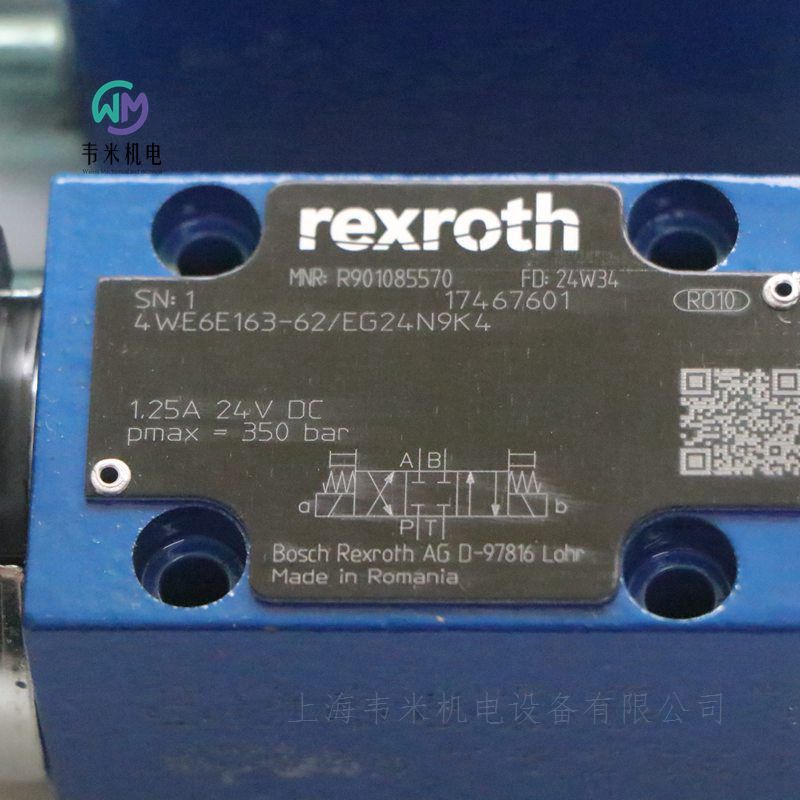 WM
韦米机电
rexroth
MNR: R901085570 FD: 24W34
SN: 1 17467601 RO10
4WE6E163-62/EG24N9K4
1,25A 24V DC
pmax = 350 bar
A B
a b
P T
Bosch Rexroth AG D-97816 Lohr
Made in Romania
上海韦米机电设备有限公司